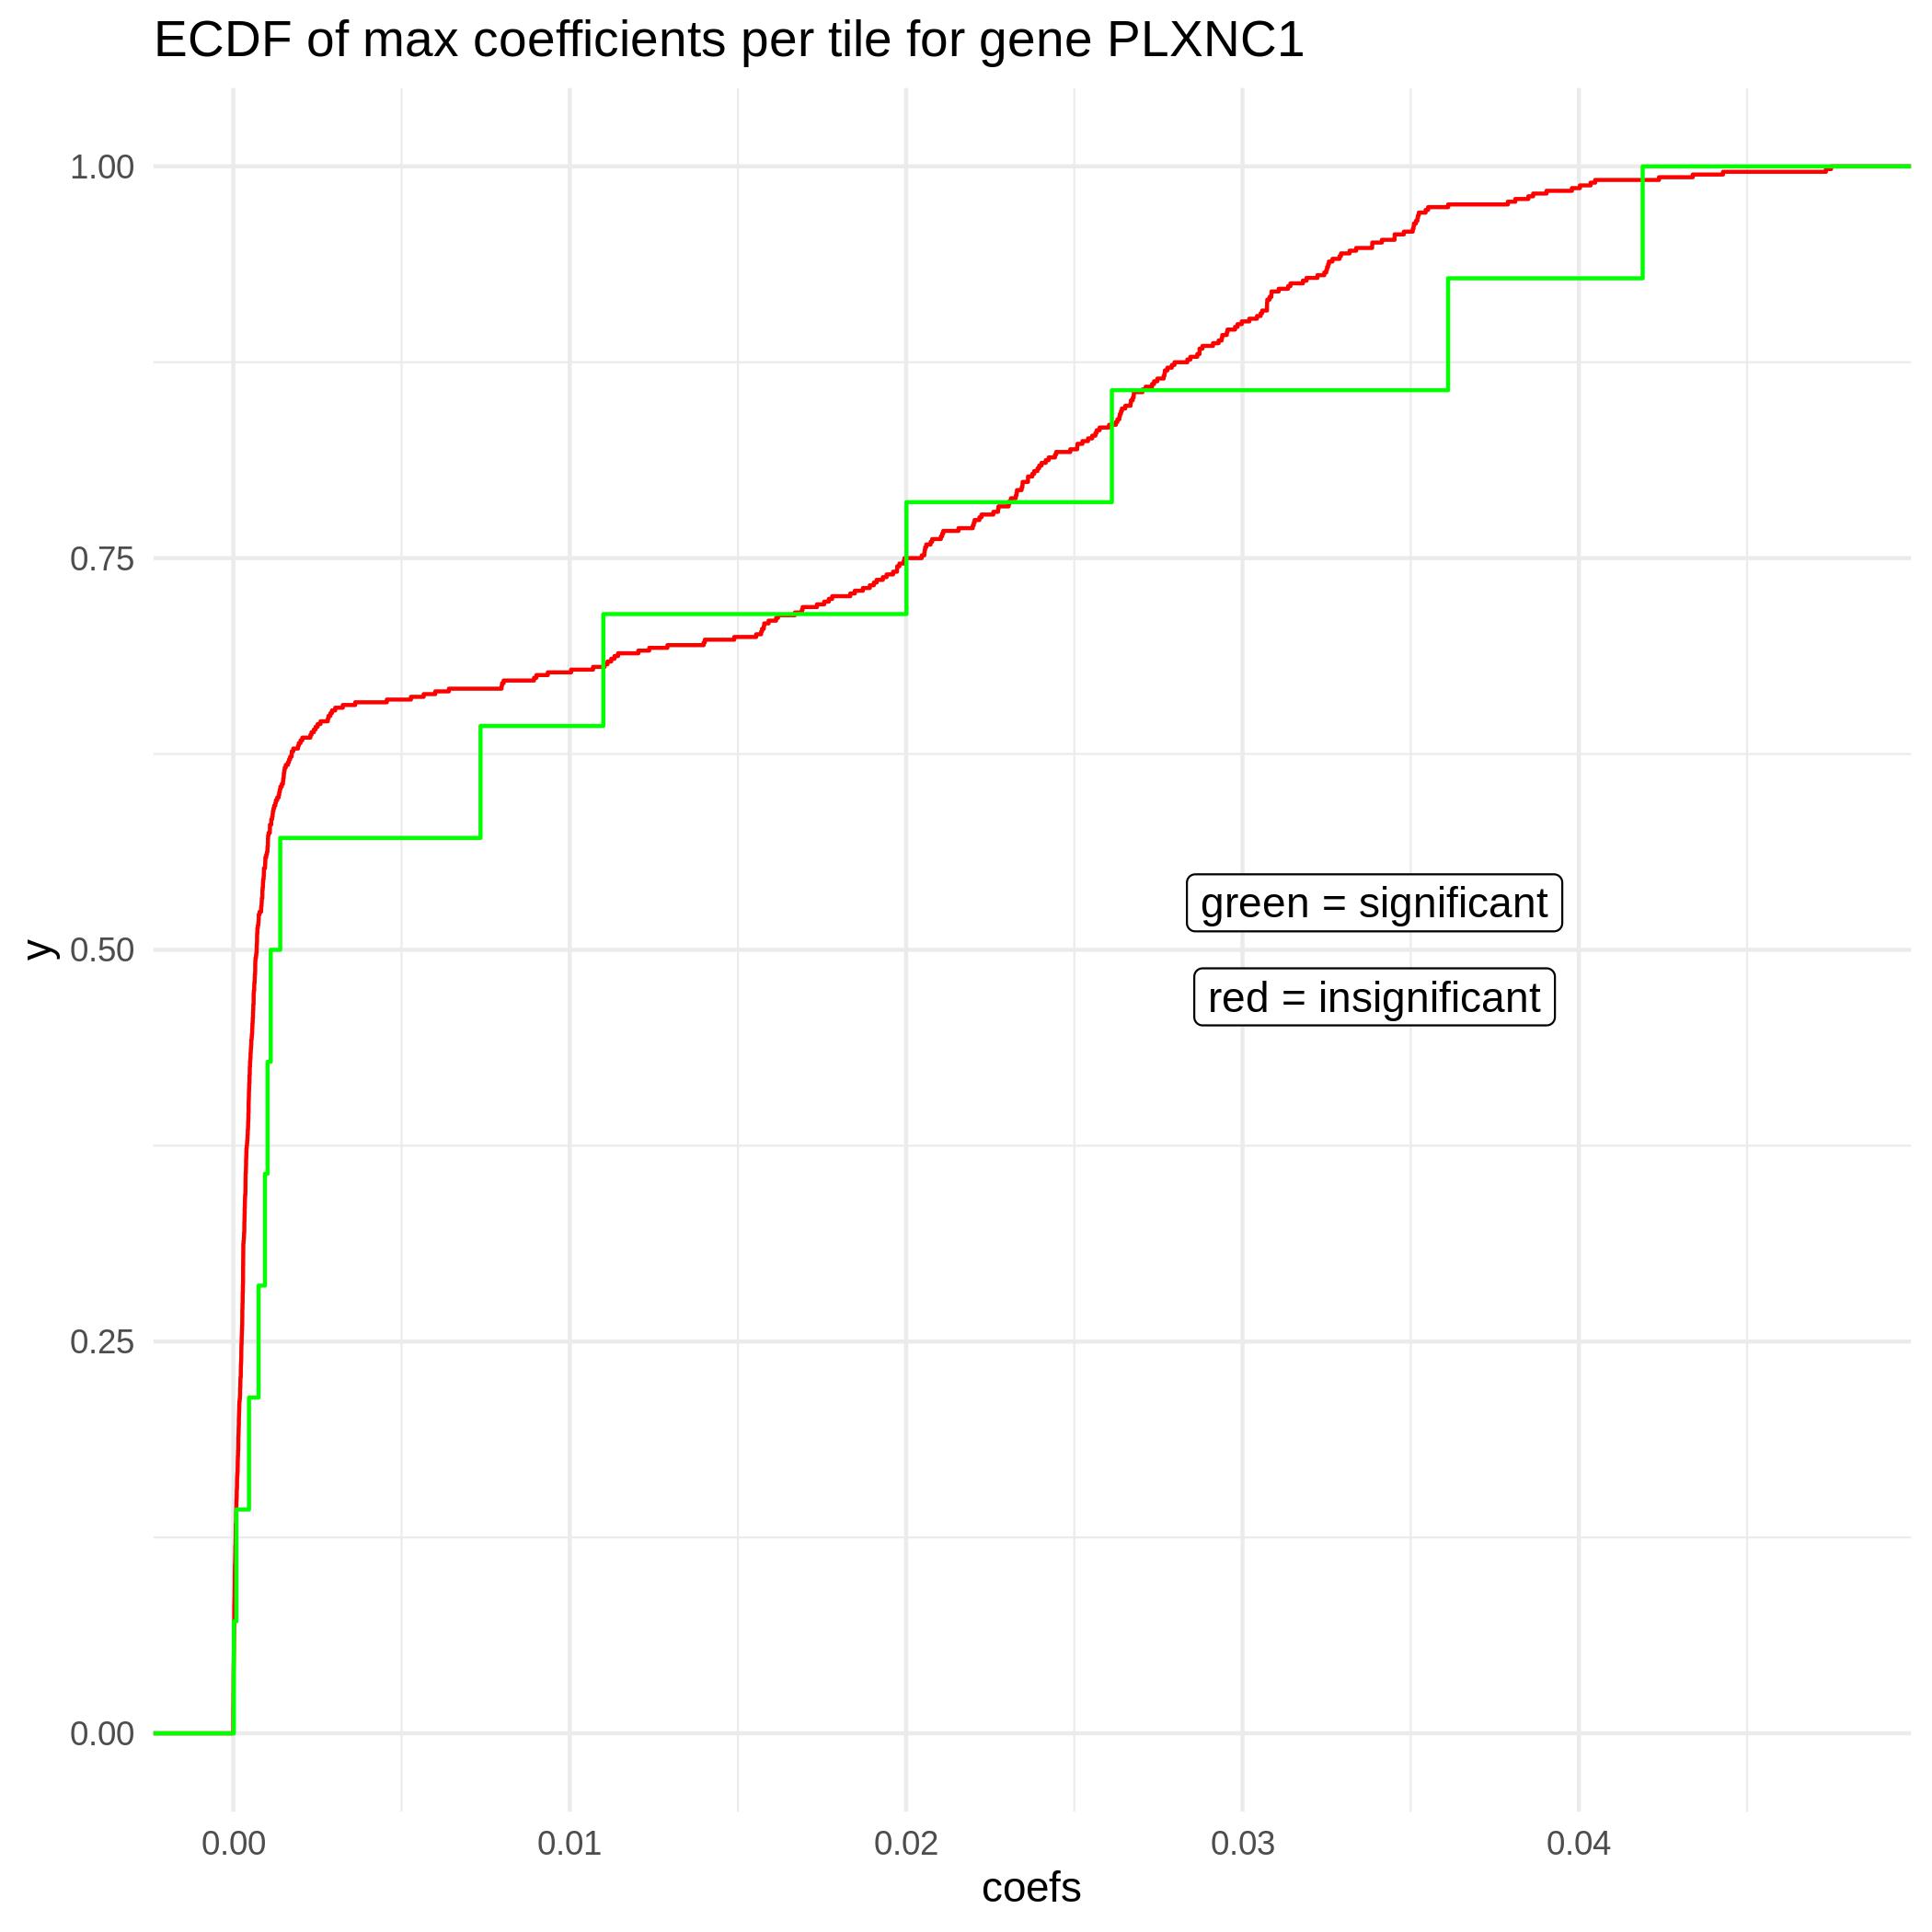 ECDF of max coefficients per tile for gene PLXNC1
1.00
0.75
0.50
0.25
0.00
y
green = significant
red = insignificant
0.00 0.01 0.02 0.03 0.04
coefs